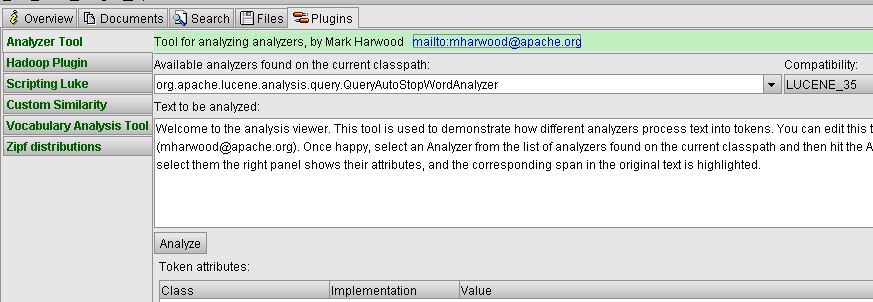 Overview Documents Search Files Plugins
Analyzer Tool
Hadoop Plugin
Scripting Luke
Custom Similarity
Vocabulary Analysis Tool
Zipf distributions
Tool for analyzing analyzers, by Mark Harwood mailto:mharwood@apache.org
Available analyzers found on the current classpath: Compatibility:
org.apache.lucene.analysis.query.QueryAutoStopWordAnalyzer LUCENE_35
Text to be analyzed:
Welcome to the analysis viewer. This tool is used to demonstrate how different analyzers process text into tokens. You can edit this t
(mharwood@apache.org). Once happy, select an Analyzer from the list of analyzers found on the current classpath and then hit the A
select them the right panel shows their attributes, and the corresponding span in the original text is highlighted.
Analyze
Token attributes:
Class Implementation Value